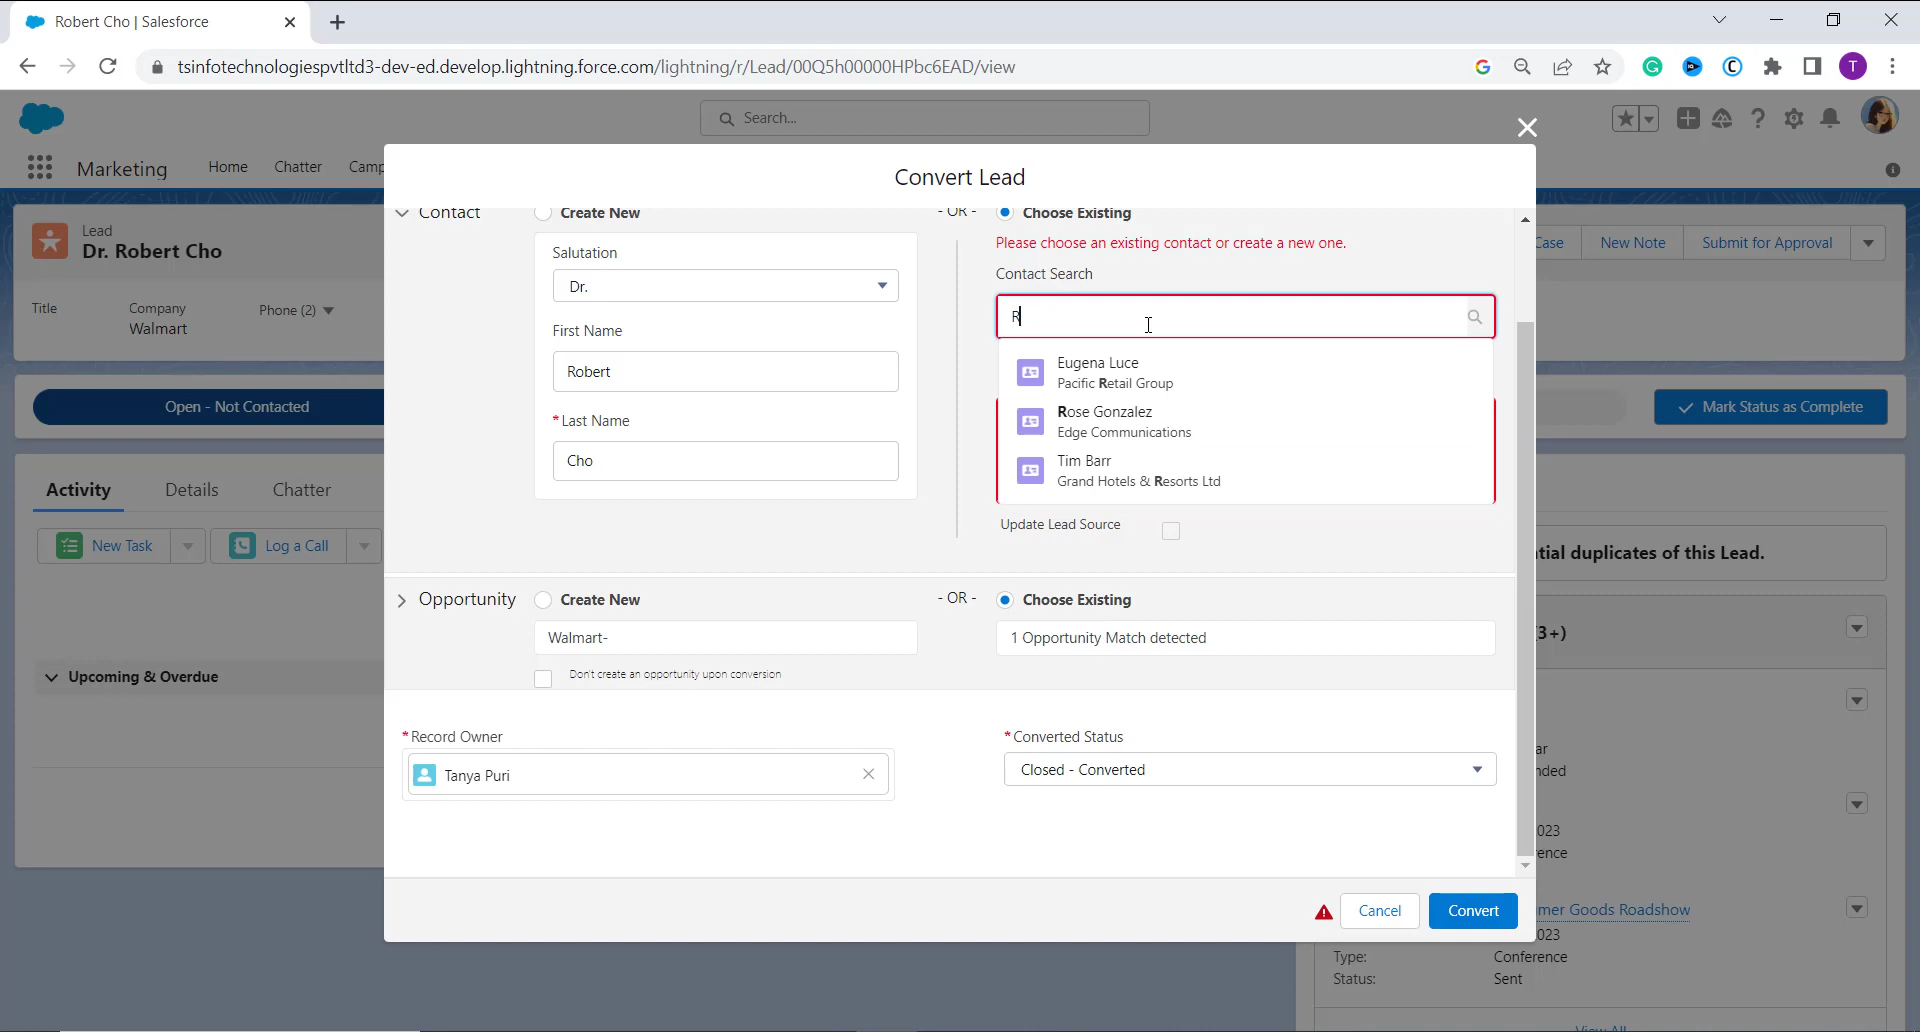 Robert Cho | Salesforce
tsinfotechnologiespvtltd3-dev-ed.develop.lightning.force.com/lightning/r/Lead/00Q5h00000HPbc6EAD/view
T
Search...
Marketing
Home
Chatter
Camp
Convert Lead
Lead
Dr. Robert Cho
Title
Company
Walmart
Phone (2)
Case
New Note
Submit for Approval
Open - Not Contacted
Mark Status as Complete
Activity
Details
Chatter
New Task
Log a Call
Upcoming & Overdue
Contact
Create New
- OR -
Choose Existing
Salutation
Dr.
First Name
Robert
* Last Name
Cho
Please choose an existing contact or create a new one.
Contact Search
R
Eugena Luce
Pacific Retail Group
Rose Gonzalez
Edge Communications
Tim Barr
Grand Hotels & Resorts Ltd
Update Lead Source
Opportunity
Create New
- OR -
Choose Existing
Walmart-
1 Opportunity Match detected
Don't create an opportunity upon conversion
* Record Owner
Tanya Puri
* Converted Status
Closed - Converted
Cancel
Convert
tial duplicates of this Lead.
3+)
ar
nded
023
ence
mer Goods Roadshow
023
Type:
Conference
Status:
Sent
View All